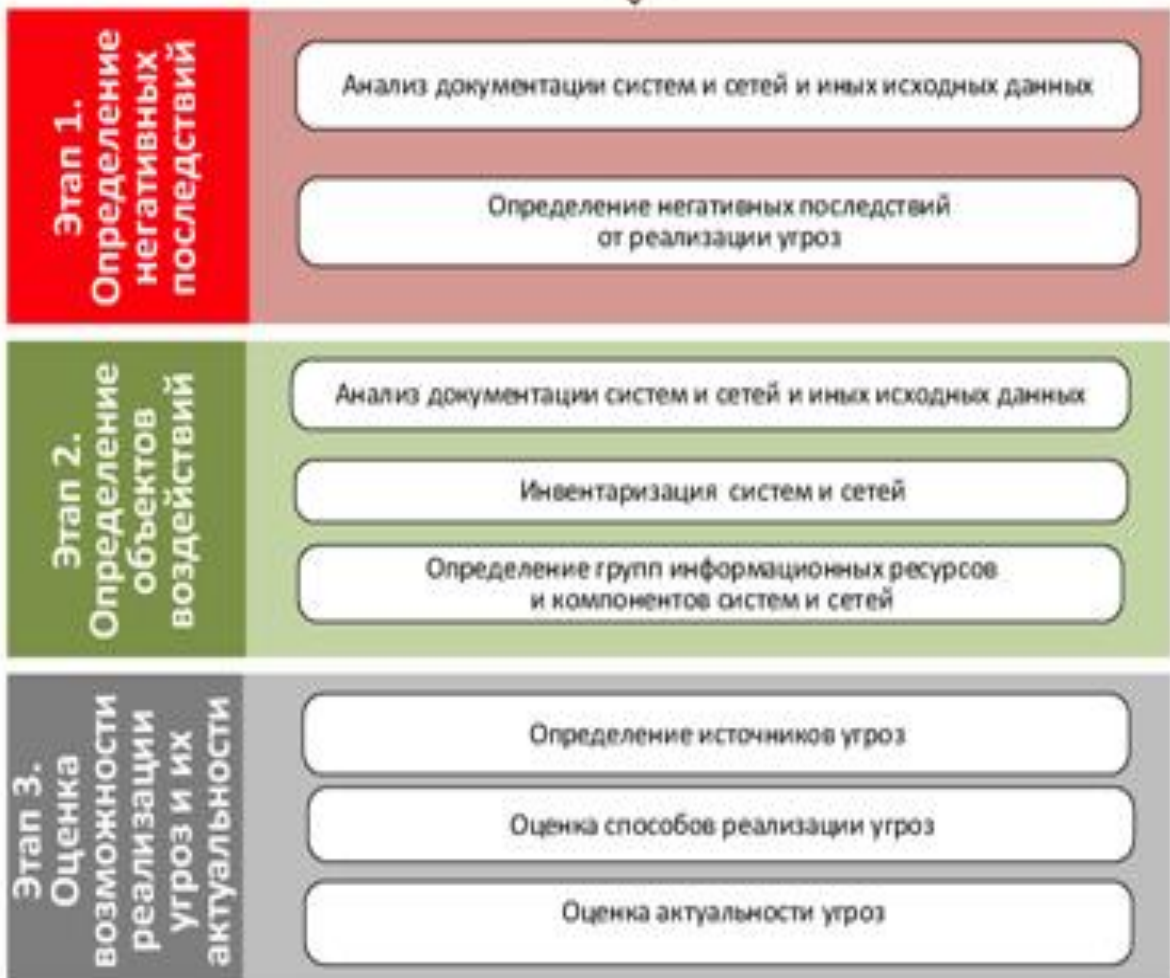 Этап 1.
Определение
негативных
последствий
Анализ документации систем и сетей и иных исходных данных
Определение негативных последствий
от реализации угроз
Этап 2.
Определение
объектов
воздействий
Анализ документации систем и сетей и иных исходных данных
Инвентаризация систем и сетей
Определение групп информационных ресурсов
и компонентов систем и сетей
Этап 3.
Оценка
возможности
реализации
угроз и их
актуальности
Определение источников угроз
Оценка способов реализации угроз
Оценка актуальности угроз